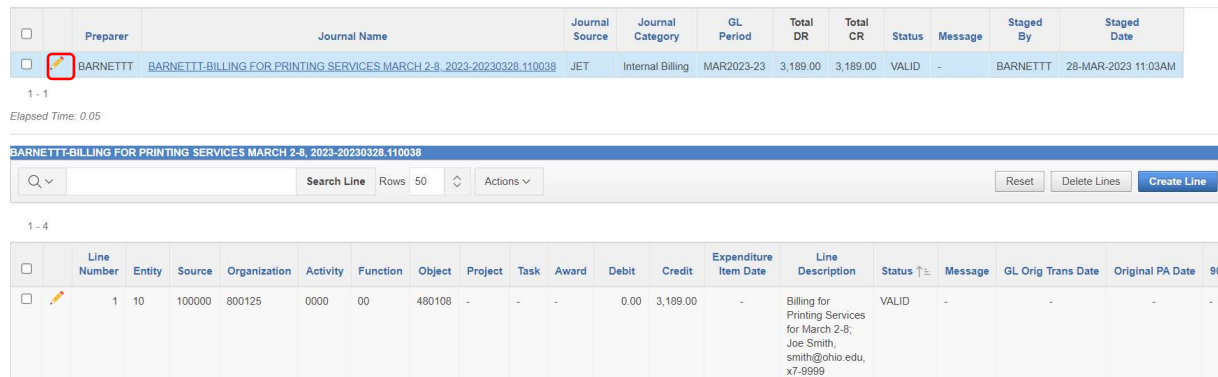 Preparer Journal Name Journal Source Journal Category GL Period Total DR Total CR Status Message Staged By Staged Date
BARNETTT BARNETTT-BILLING FOR PRINTING SERVICES MARCH 2-8, 2023-20230328.110038 JET Internal Billing MAR2023-23 3,189.00 3,189.00 VALID - BARNETTT 28-MAR-2023 11:03AM
1 - 1
Elapsed Time: 0.05
BARNETTT-BILLING FOR PRINTING SERVICES MARCH 2-8, 2023-20230328.110038
Search Line Rows 50 Actions Reset Delete Lines Create Line
1 - 4
Line Number Entity Source Organization Activity Function Object Project Task Award Debit Credit Expenditure Item Date Line Description Status Message GL Orig Trans Date Original PA Date
1 10 100000 800125 0000 00 480108 - - - 0.00 3,189.00 - Billing for VALID - - - -
Printing Services
for March 2-8;
Joe Smith,
smith@ohio.edu,
x7-9999